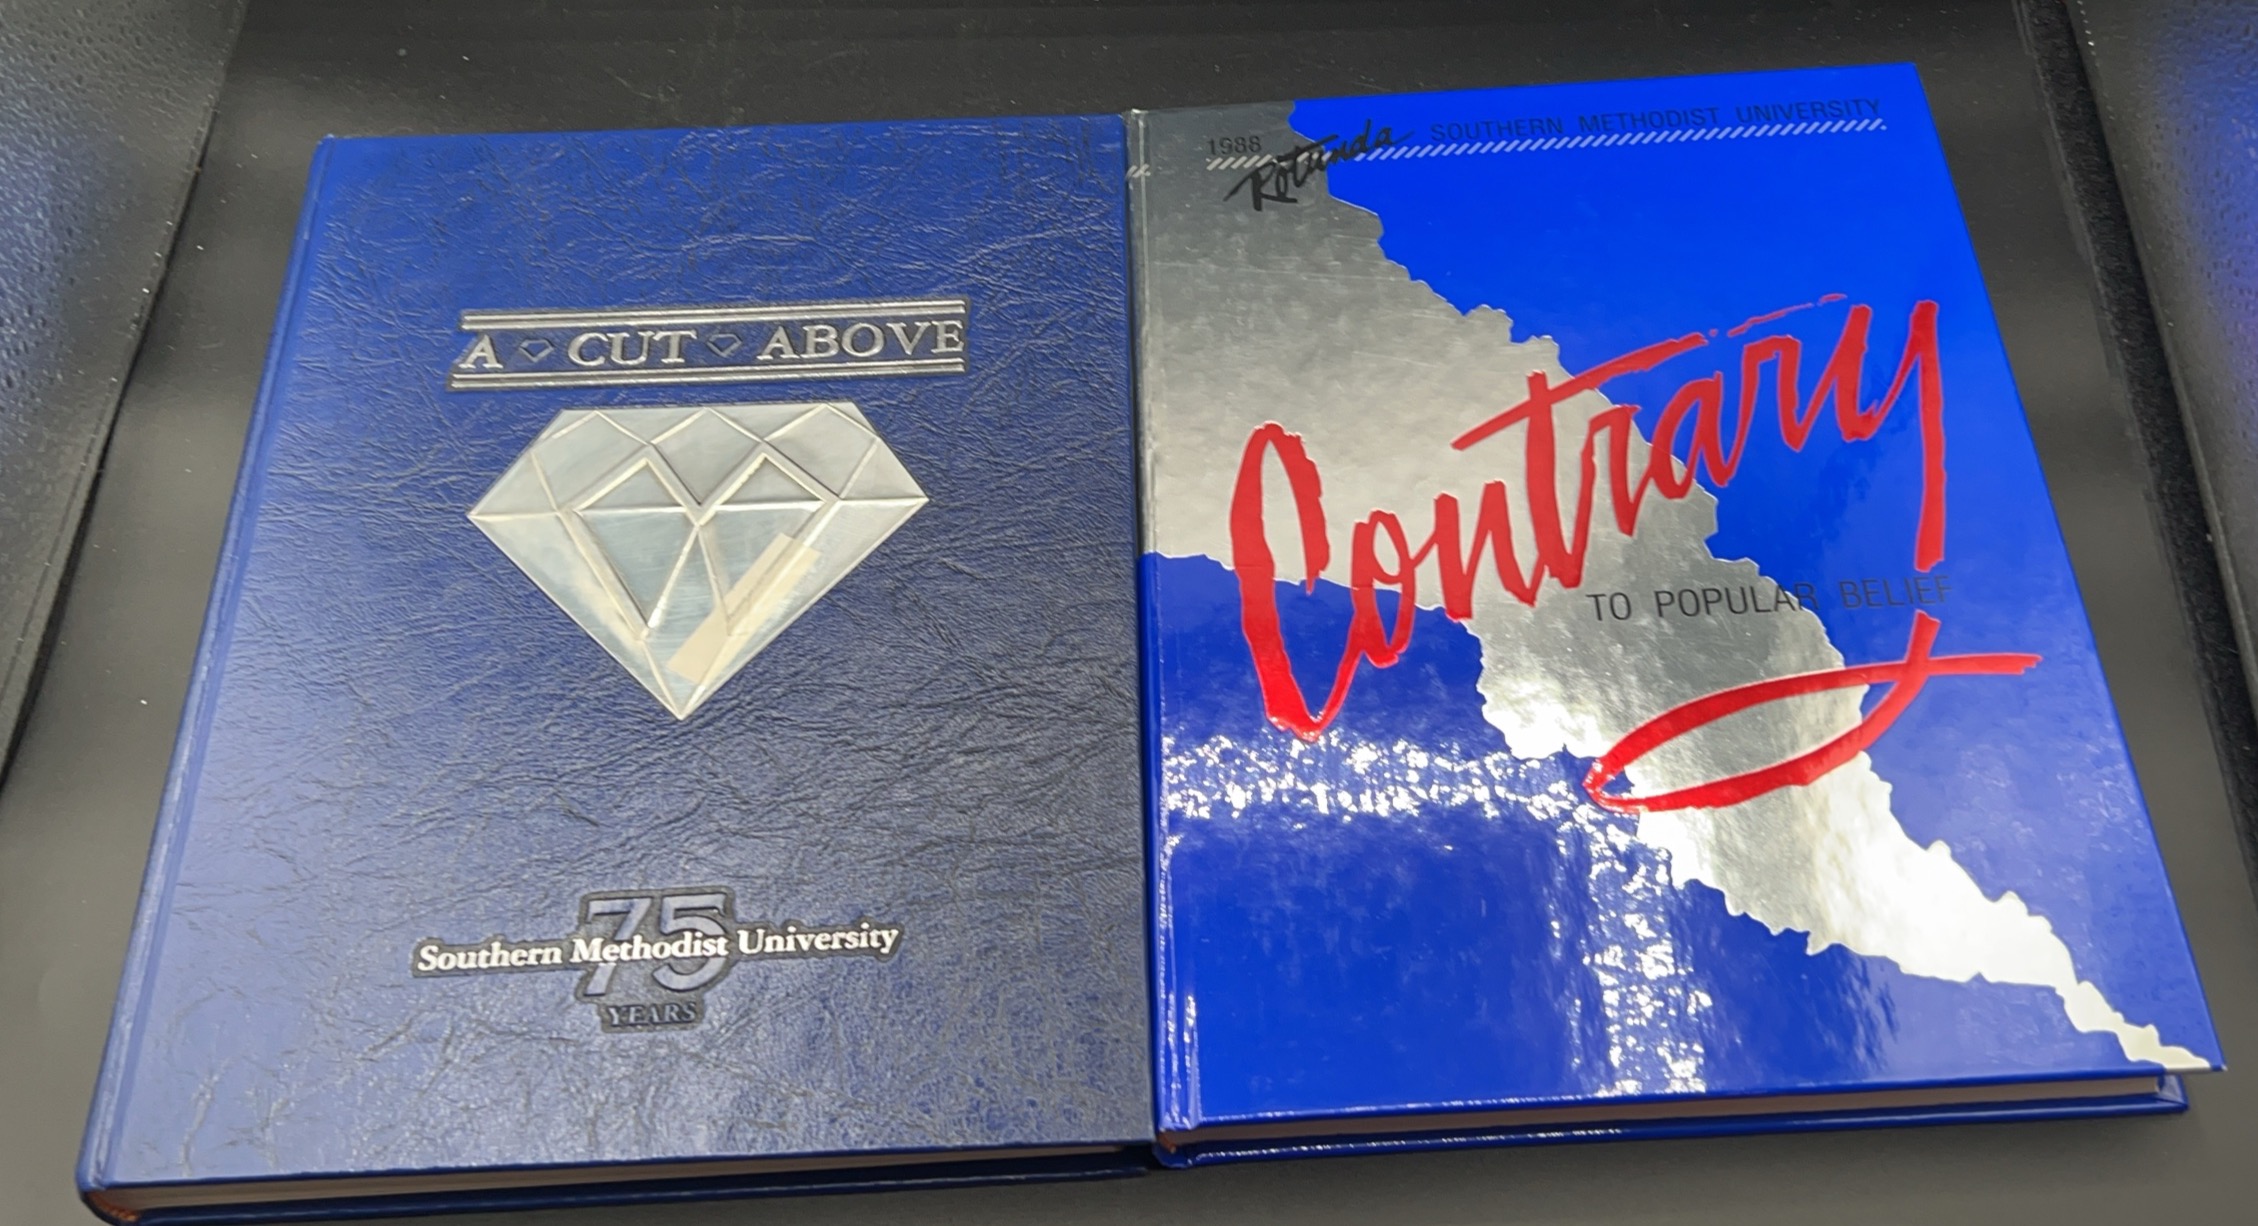 A CUT ABOVE
75
Southern Methodist University
YEARS
1988 Rotunda SOUTHERN METHODIST UNIVERSITY
Contrary
TO POPULAR BELIEF